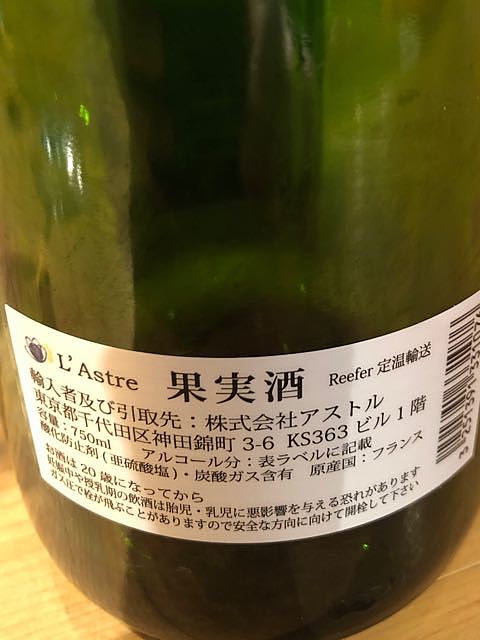 L'Astre 果実酒 Reefer 定温輸送
輸入者及び引取先：株式会社アストル
東京都千代田区神田錦町 3-6 KS363 ビル 1 階
容量：750ml アルコール分：表ラベルに記載
酸化防止剤 (亜硫酸塩)・炭酸ガス含有 原産国：フランス
お酒は 20 歳になってから
妊娠中や授乳期の飲酒は胎児・乳児に悪影響を与える恐れがあります
ガス圧で栓が飛ぶことがありますので安全な方向に向けて開栓して下さい